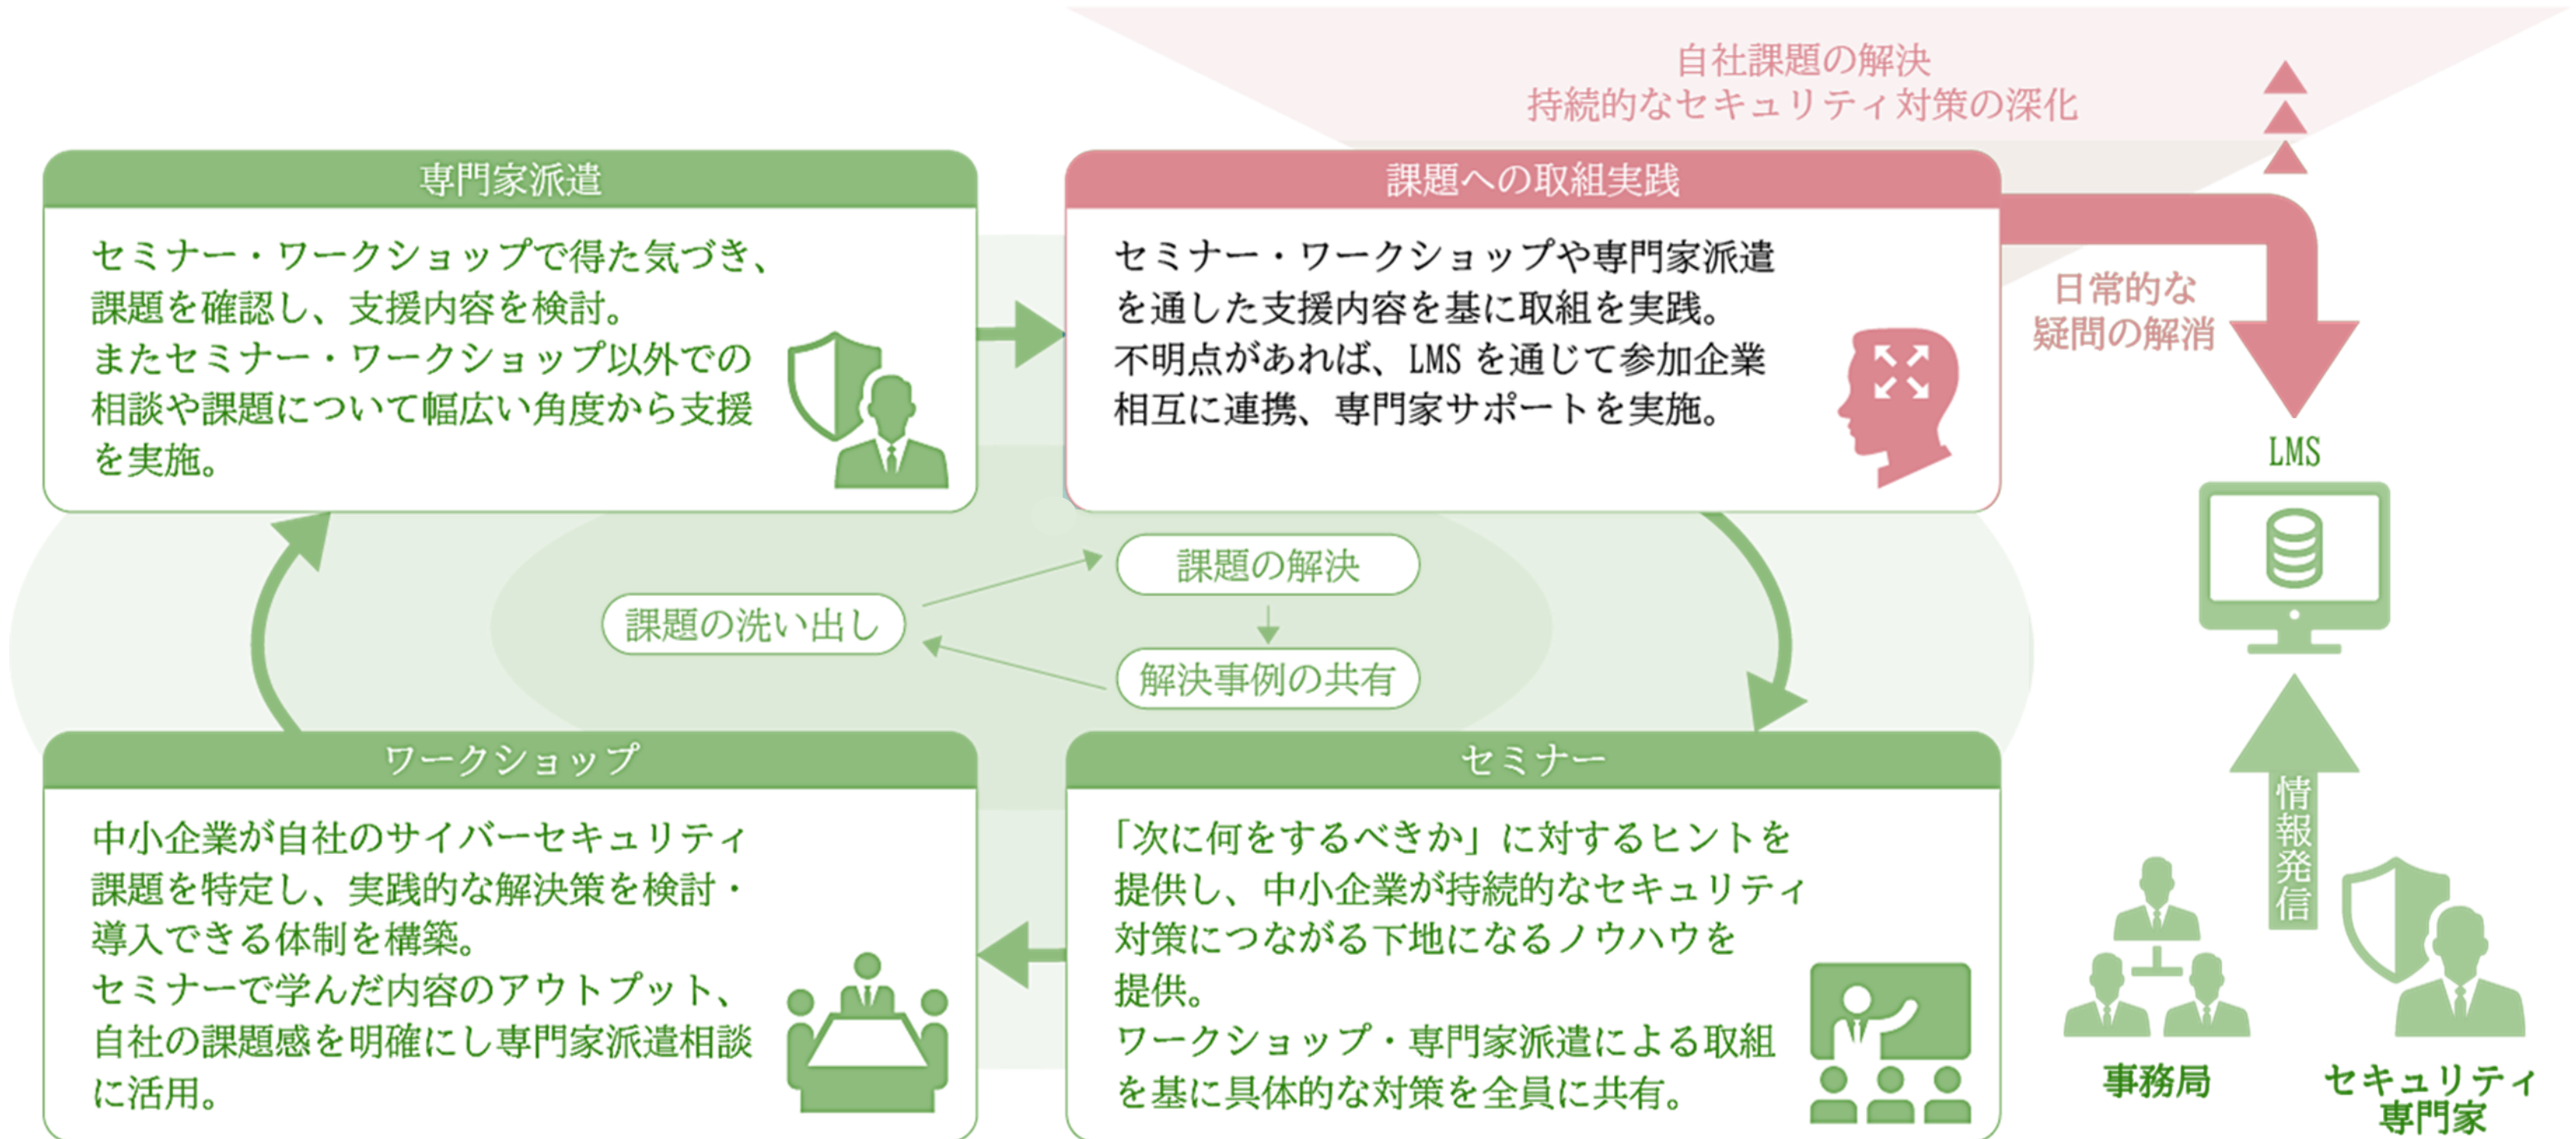 自社課題の解決
持続的なセキュリティ対策の深化
専門家派遣
セミナー・ワークショップで得た気づき、
課題を確認し、支援内容を検討。
またセミナー・ワークショップ以外での
相談や課題について幅広い角度から支援
を実施。
課題への取組実践
セミナー・ワークショップや専門家派遣
を通した支援内容を基に取組を実践。
不明点があれば、LMS を通じて参加企業
相互に連携、専門家サポートを実施。
日常的な
疑問の解消
LMS
課題の解決
課題の洗い出し
解決事例の共有
ワークショップ
中小企業が自社のサイバーセキュリティ
課題を特定し、実践的な解決策を検討・
導入できる体制を構築。
セミナーで学んだ内容のアウトプット、
自社の課題感を明確にし専門家派遣相談
に活用。
セミナー
「次に何をするべきか」に対するヒントを
提供し、中小企業が持続的なセキュリティ
対策につながる下地になるノウハウを
提供。
ワークショップ・専門家派遣による取組
を基に具体的な対策を全員に共有。
情報発信
事務局
セキュリティ
専門家